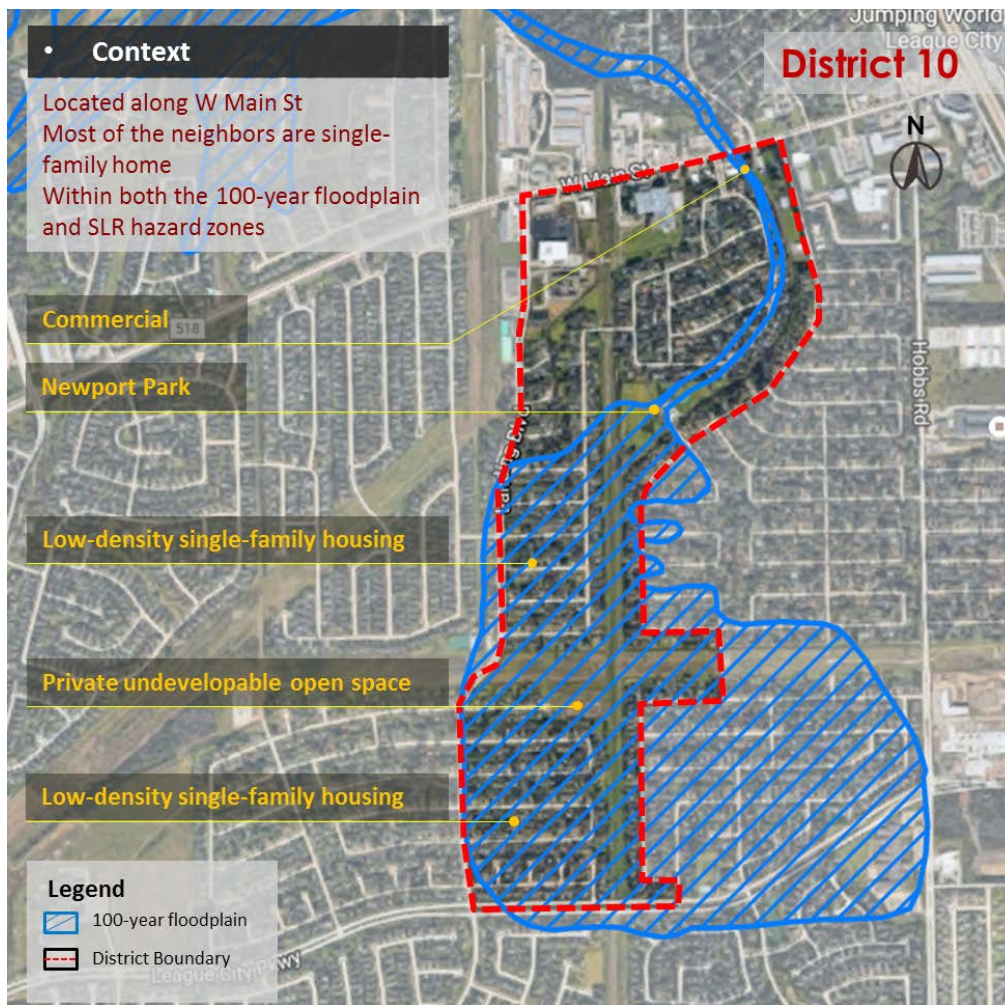 • Context
Located along W Main St
Most of the neighbors are single-
family home
Within both the 100-year floodplain
and SLR hazard zones
Jumping World
League City
District 10
N
W Main St
Commercial
518
Newport Park
Hobbs Rd
Low-density single-family housing
Private undevelopable open space
Low-density single-family housing
Legend
100-year floodplain
District Boundary
League City Pkwy